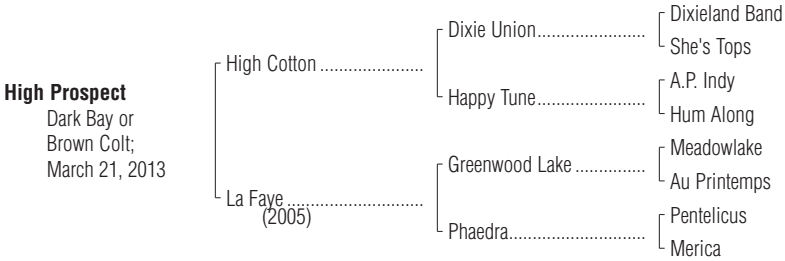 High Prospect
Dark Bay or
Brown Colt;
March 21, 2013
High Cotton ......................
La Faye .............................
(2005)
Dixie Union.......................
Happy Tune.......................
Greenwood Lake ...............
Phaedra.............................
Dixieland Band
She's Tops
A.P. Indy
Hum Along
Meadowlake
Au Printemps
Pentelicus
Merica